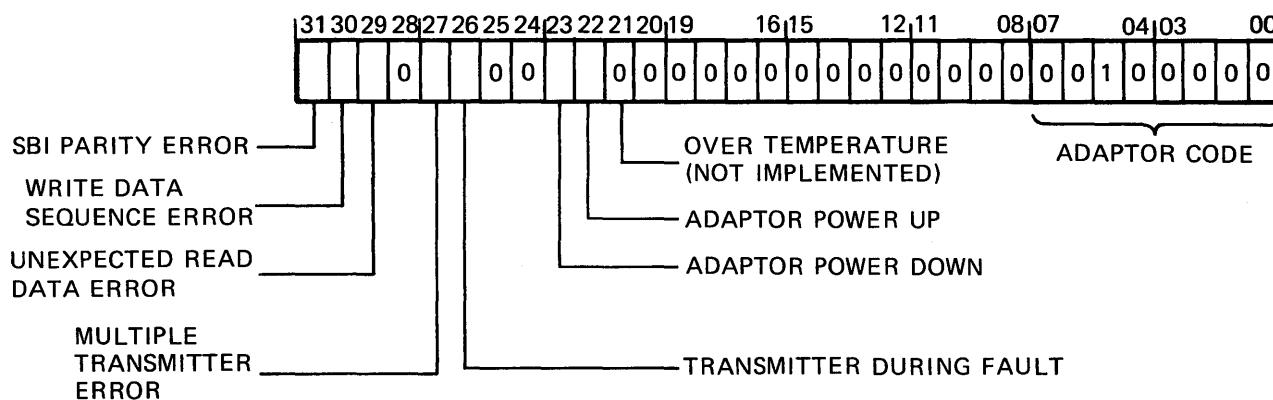 31 30 29 28 27 26 25 24 23 22 21 20 19 16 15 12 11 08 07 04 03 00
0 0 0 0 0 0 0 0 0 0 0 0 0 0 0 0 0 0 0 1 0 0 0 0 0
SBI PARITY ERROR
WRITE DATA
SEQUENCE ERROR
UNEXPECTED READ
DATA ERROR
MULTIPLE
TRANSMITTER
ERROR
OVER TEMPERATURE
(NOT IMPLEMENTED)
ADAPTOR POWER UP
ADAPTOR POWER DOWN
TRANSMITTER DURING FAULT
ADAPTOR CODE